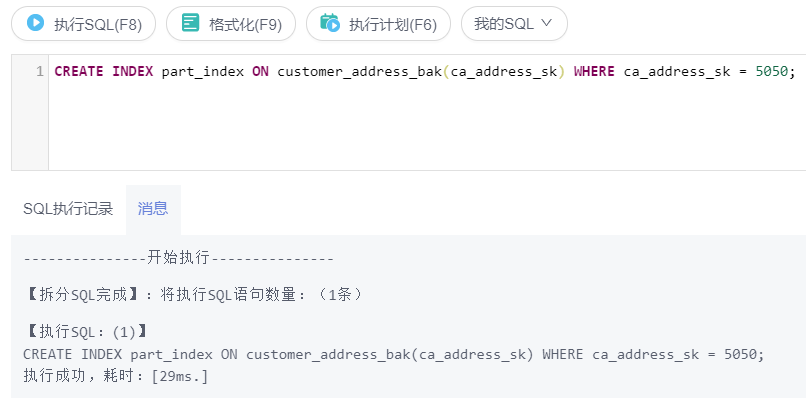 执行SQL(F8) 格式化(F9) 执行计划(F6) 我的SQL
1 CREATE INDEX part_index ON customer_address_bak(ca_address_sk) WHERE ca_address_sk = 5050;
SQL执行记录 消息
---------------开始执行---------------
【拆分SQL完成】：将执行SQL语句数量：（1条）
【执行SQL：(1)】
CREATE INDEX part_index ON customer_address_bak(ca_address_sk) WHERE ca_address_sk = 5050;
执行成功，耗时：[29ms.]